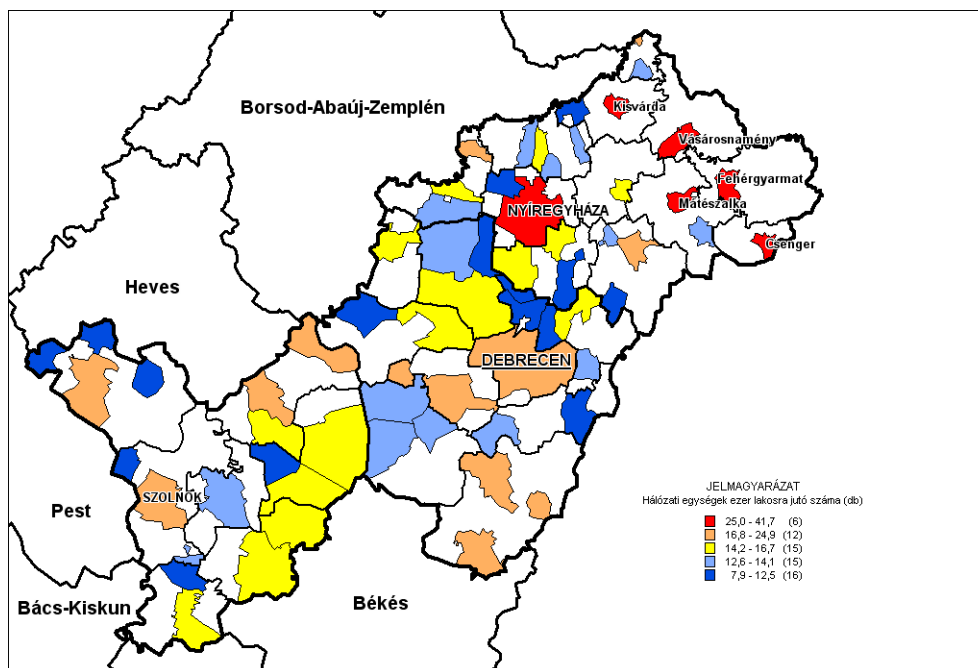 Borsod-Abaúj-Zemplén
Kisvárda
Vásárosnamény
Fehérgyarmat
Mátészalka
NYÍREGYHÁZA
Csenger
Heves
DEBRECEN
SZOLNOK
Pest
Bács-Kiskun
Békés
JELMAGYARÁZAT
Hálózati egységek ezer lakosra jutó száma (db)
25,0 - 41,7 (6)
16,8 - 24,9 (12)
14,2 - 16,7 (15)
12,6 - 14,1 (15)
7,9 - 12,5 (16)